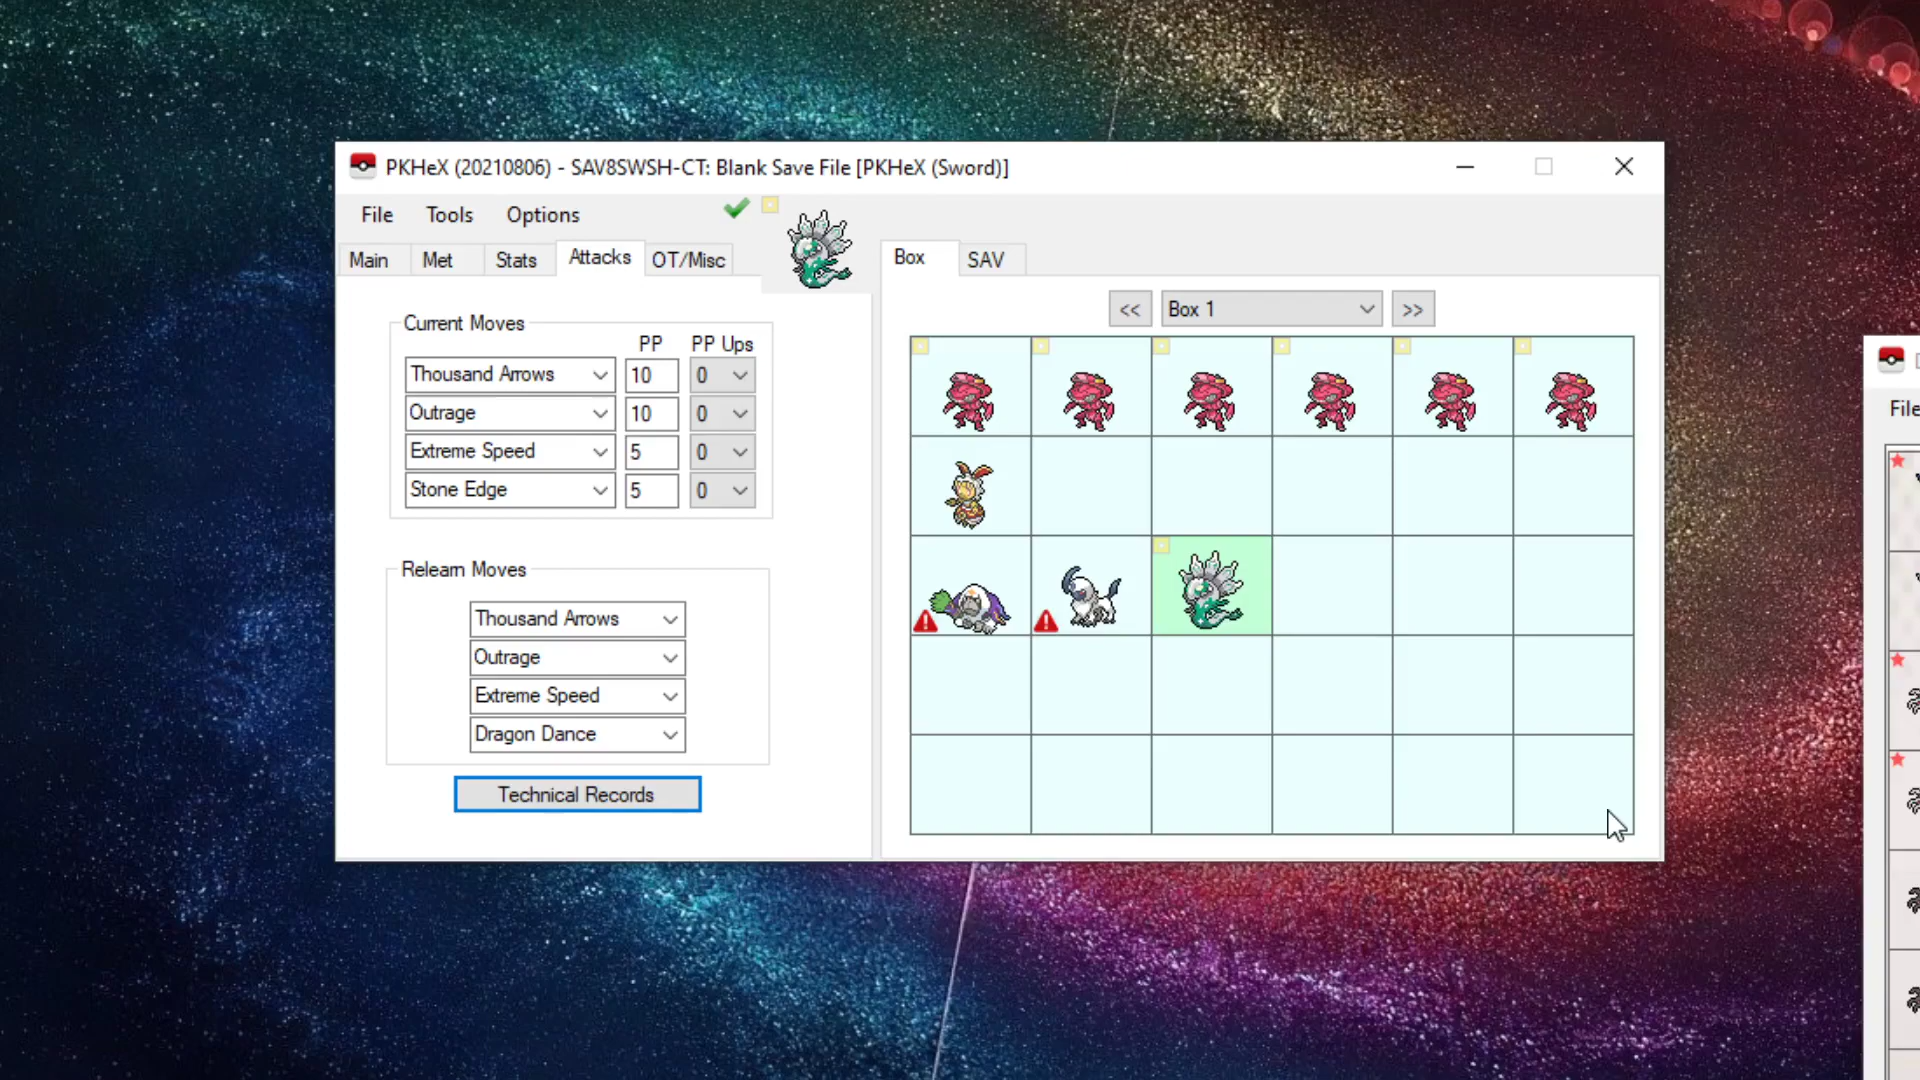 PKHeX (20210806) - SAV8SWSH-CT: Blank Save File [PKHeX (Sword)]
File Tools Options
Main Met Stats Attacks OT/Misc
Box SAV
Current Moves
PP PP Ups
Thousand Arrows 10 0
Outrage 10 0
Extreme Speed 5 0
Stone Edge 5 0
Relearn Moves
Thousand Arrows
Outrage
Extreme Speed
Dragon Dance
Technical Records
<< Box 1 >>
File